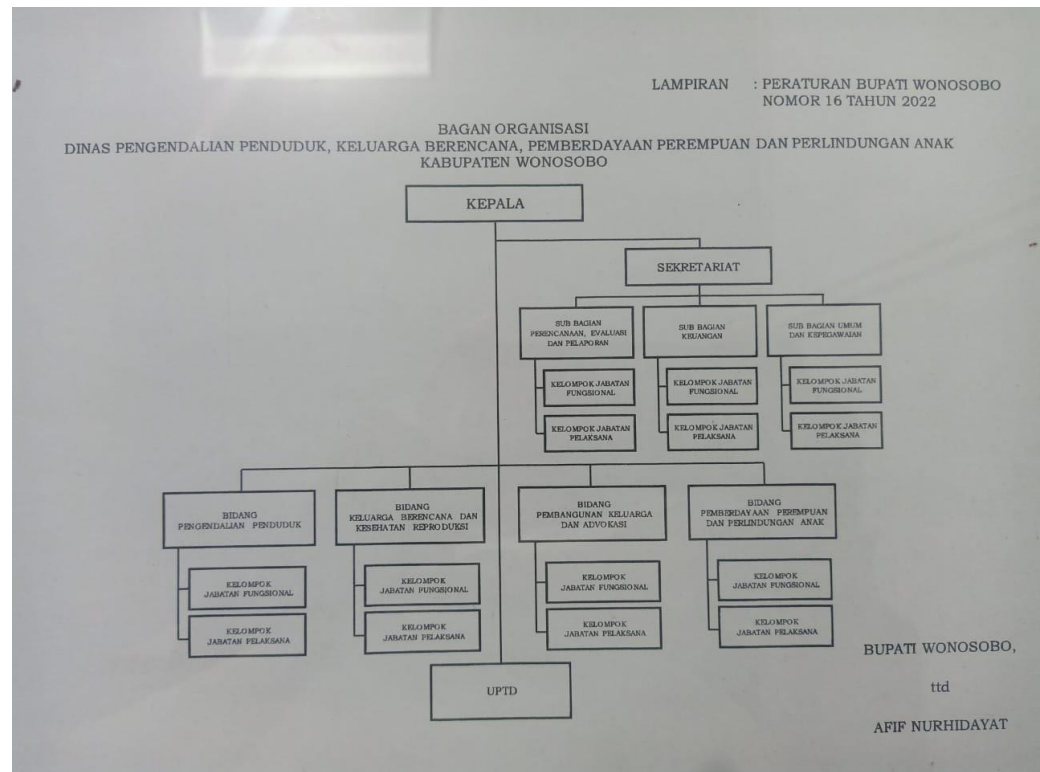 LAMPIRAN : PERATURAN BUPATI WONOSOBO
NOMOR 16 TAHUN 2022
BAGAN ORGANISASI
DINAS PENGENDALIAN PENDUDUK, KELUARGA BERENCANA, PEMBERDAYAAN PEREMPUAN DAN PERLINDUNGAN ANAK
KABUPATEN WONOSOBO
KEPALA
SEKRETARIAT
SUB BAGIAN
PERENCANAAN, EVALUASI
DAN PELAPORAN
SUB BAGIAN
KEUANGAN
SUB BAGIAN UMUM
DAN KEPEGAWAIAN
KELOMPOK JABATAN
FUNGSIONAL
KELOMPOK JABATAN
FUNGSIONAL
KELOMPOK JABATAN
FUNGSIONAL
KELOMPOK JABATAN
PELAKSANA
KELOMPOK JABATAN
PELAKSANA
KELOMPOK JABATAN
PELAKSANA
BIDANG
PENGENDALIAN PENDUDUK
BIDANG
KELUARGA BERENCANA DAN
KESEHATAN REPRODUKSI
BIDANG
PEMBANGUNAN KELUARGA
DAN ADVOKASI
BIDANG
PEMBERDAYAAN PEREMPUAN
DAN PERLINDUNGAN ANAK
KELOMPOK
JABATAN FUNGSIONAL
KELOMPOK
JABATAN FUNGSIONAL
KELOMPOK
JABATAN FUNGSIONAL
KELOMPOK
JABATAN FUNGSIONAL
KELOMPOK
JABATAN PELAKSANA
KELOMPOK
JABATAN PELAKSANA
KELOMPOK
JABATAN PELAKSANA
KELOMPOK
JABATAN PELAKSANA
UPTD
BUPATI WONOSOBO,
ttd
AFIF NURHIDAYAT